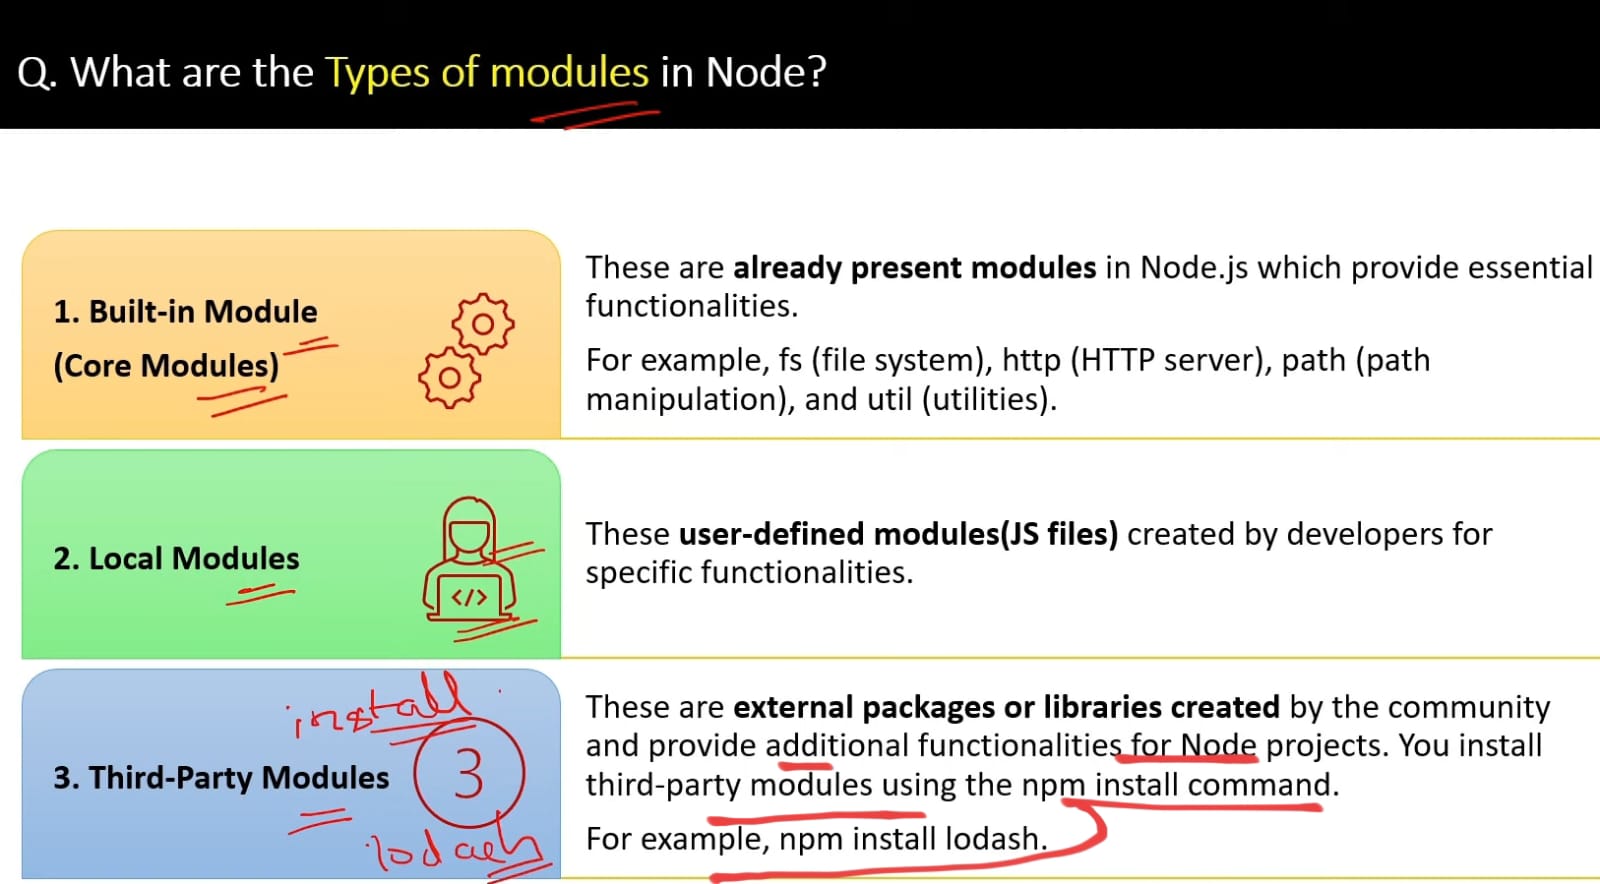 Q. What are the Types of modules in Node?
1. Built-in Module
(Core Modules)
These are already present modules in Node.js which provide essential
functionalities.
For example, fs (file system), http (HTTP server), path (path
manipulation), and util (utilities).
2. Local Modules
</>
These user-defined modules(JS files) created by developers for
specific functionalities.
install
3. Third-Party Modules
3
lodash
These are external packages or libraries created by the community
and provide additional functionalities for Node projects. You install
third-party modules using the npm install command.
For example, npm install lodash.